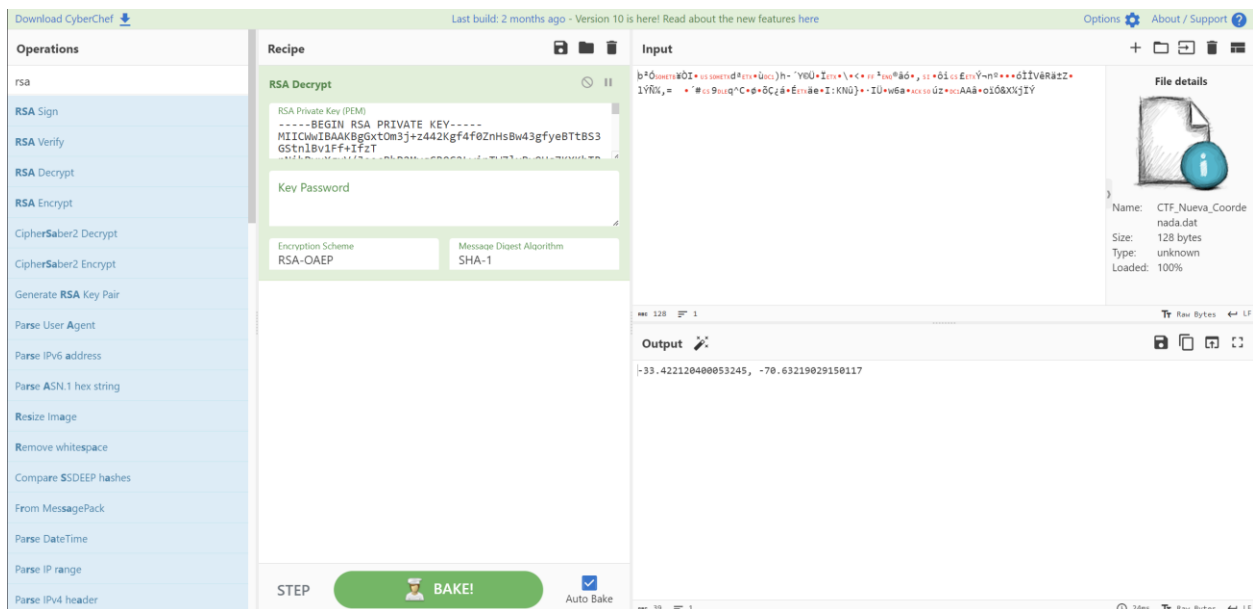 Download CyberChef
Last build: 2 months ago - Version 10 is here! Read about the new features here
Options
About / Support
Operations
rsa
RSA Sign
RSA Verify
RSA Decrypt
RSA Encrypt
CipherSaber2 Decrypt
CipherSaber2 Encrypt
Generate RSA Key Pair
Parse User Agent
Parse IPv6 address
Parse ASN.1 hex string
Resize Image
Remove whitespace
Compare SSDEEP hashes
From MessagePack
Parse DateTime
Parse IP range
Parse IPv4 header
Recipe
RSA Decrypt
RSA Private Key (PEM)
-----BEGIN RSA PRIVATE KEY-----
MIICWwIBAAKBgGxtOm3j+z442Kgf4f0ZnHsBw43gfyeBTtBS3
GStnlBv1Ff+IfzT
Key Password
Encryption Scheme
RSA-OAEP
Message Digest Algorithm
SHA-1
STEP
BAKE!
Auto Bake
Input
File details
Name: CTF_Nueva_Coorde
nada.dat
Size: 128 bytes
Type: unknown
Loaded: 100%
128
1
Raw Bytes
LF
Output
-33.422120400053245, -70.63219029150117
39
1
24ms
Raw Bytes
LF